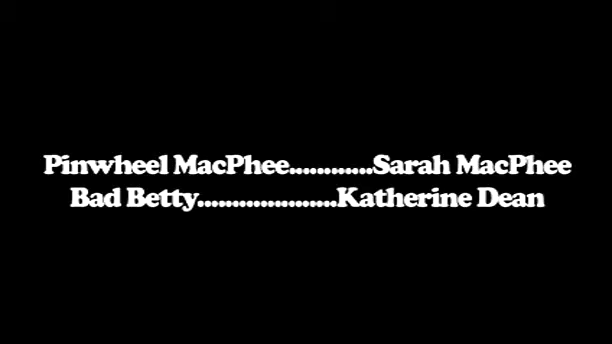 Pinwheel MacPhee............Sarah MacPhee
Bad Betty....................Katherine Dean